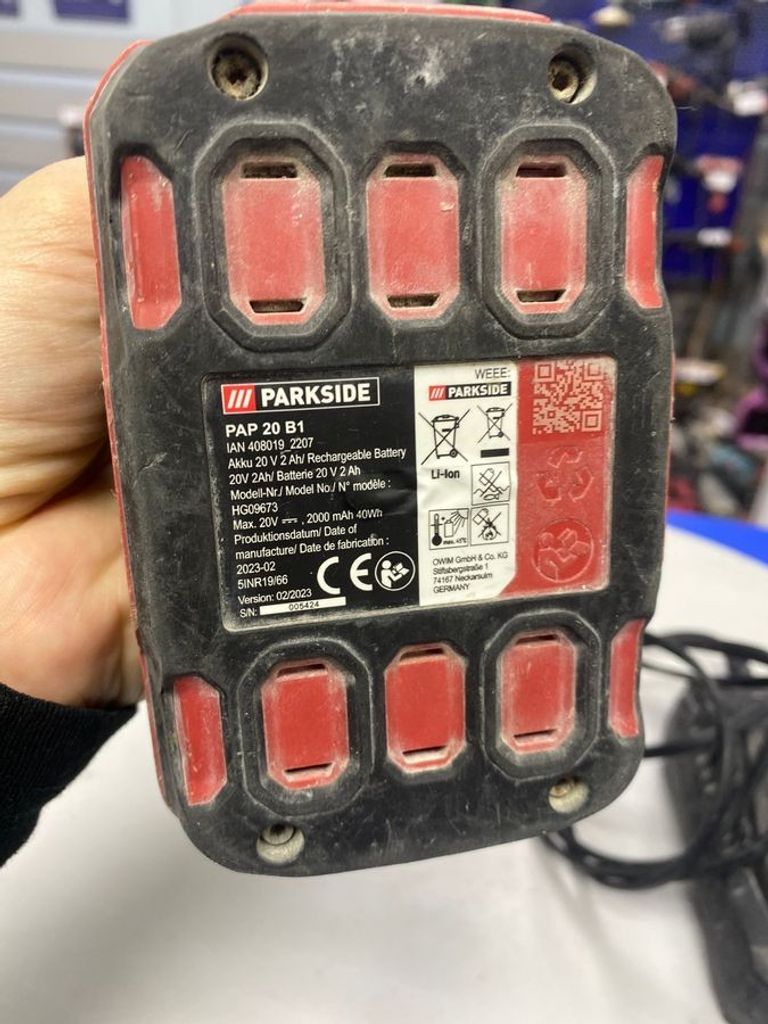 PARKSIDE
PAP 20 B1
IAN 408019_2207
Akku 20 V 2 Ah/ Rechargeable Battery
20V 2Ah/ Batterie 20 V 2 Ah
Modell-Nr./ Model No./ N° modèle :
HG09673
Max. 20V ⎓, 2000 mAh 40Wh
Produktionsdatum/ Date of
manufacture/ Date de fabrication :
2023-02
5INR19/66
Version: 02/2023
S/N: 005424
CE
WEEE:
PARKSIDE
Li-Ion
max. 45°C
OWIM GmbH & Co. KG
Stiftsbergstraße 1
74167 Neckarsulm
GERMANY